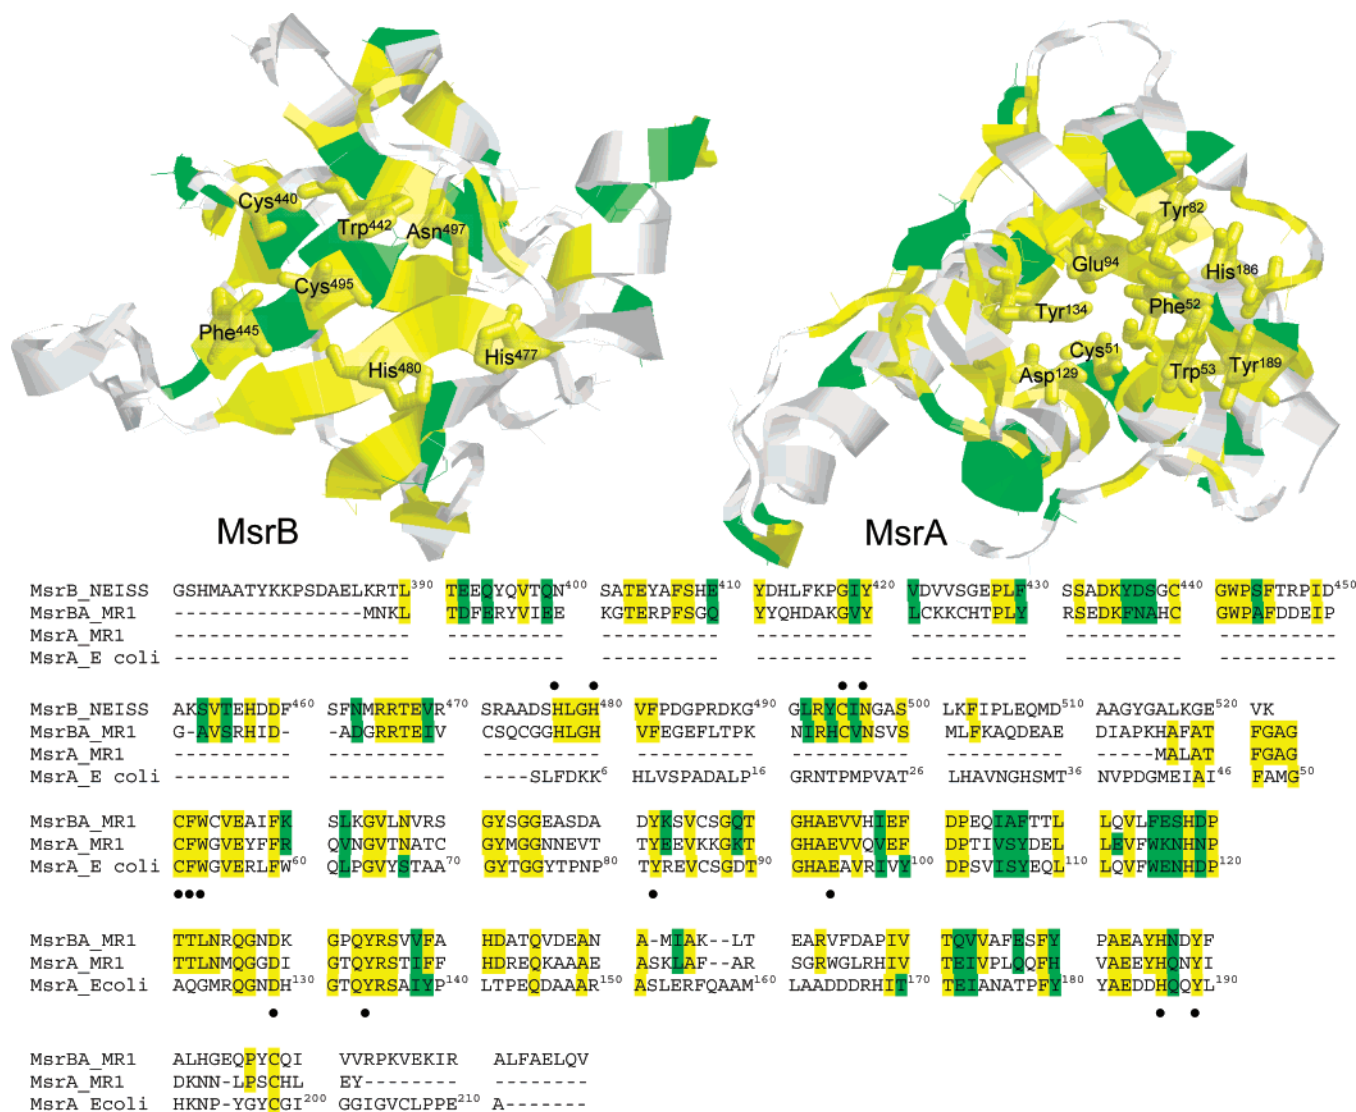 Cys440
Trp442
Asn497
Cys495
Phe445
His480
His477
MsrB
Tyr82
Glu94
His186
Phe52
Tyr134
Cys51
Asp129
Trp53
Tyr189
MsrA
MsrB_NEISS GSHMAATYKKPSDAELKRTL390 TEEQYQVTQN400 SATEYAFSHE410 YDHLFKPGIY420 VDVVSGEPLF430 SSADKYDSGC440 GWPSFTRPID450
MsrBA_MR1 ----------------MNKL TDFERYVIEE KGTERPFSGQ YYQHDAKGVY LCKKCHTPLY RSEDKFNAHC GWPAFDDEIP
MsrA_MR1 -------------------- ---------- ---------- ---------- ---------- ---------- ----------
MsrA_E coli -------------------- ---------- ---------- ---------- ---------- ---------- ----------
MsrB_NEISS AKSVTEHDDF460 SFNMRRTEVR470 SRAADSHLGH480 VFPDGPRDKG490 GLRYCINGAS500 LKFIPLEQMD510 AAGYGALKGE520 VK
MsrBA_MR1 G-AVSRHID- -ADGRRTEIV CSQCGGHLGH VFEGEFLTPK NIRHCVNSVS MLFKAQDEAE DIAPKHAFAT FGAG
MsrA_MR1 ---------- ---------- ---------- ---------- ---------- ---------- -----MALAT FGAG
MsrA_E coli ---------- ---------- ----SLFDKK6 HLVSPADALP16 GRNTPMPVAT26 LHAVNGHSMT36 NVPDGMEIAI46 FAMG50
MsrBA_MR1 CFWCVEAIFK SLKGVLNVRS GYSGGEASDA DYKSVCSGQT GHAEVVHIEF DPEQIAFTTL LQVLFESHDP
MsrA_MR1 CFWGVEYFFR QVNGVTNATC GYMGGNNEVT TYEEVKKGKT GHAEVVQVEF DPTIVSYDEL LEVFWKNHNP
MsrA_E coli CFWGVERLFW60 QLPGVYSTAA70 GYTGGYTPNP80 TYREVCSGDT90 GHAEAVRIVY100 DPSVISYEQL110 LQVFWENHDP120
MsrBA_MR1 TTLNRQGNDK GPQYRSVVFA HDATQVDEAN A-MIAK--LT EARVFDAPIV TQVVAFESFY PAEAYHNDYF
MsrA_MR1 TTLNMQGGDI GTQYRSTIFF HDREQKAAAE ASKLAF--AR SGRWGLRHIV TEIVPLQQFH VAEEYHQNYI
MsrA_Ecoli AQGMRQGNDH130 GTQYRSAIYP140 LTPEQDAAAR150 ASLERFQAAM160 LAADDDRHIT170 TEIANATPFY180 YAEDDHQQYL190
MsrBA_MR1 ALHGEQPYCQI VVRPKVEKIR ALFAELQV
MsrA_MR1 DKNN-LPSCHL EY-------- --------
MsrA_Ecoli HKNP-YGYCGI200 GGIGVCLPPE210 A-------